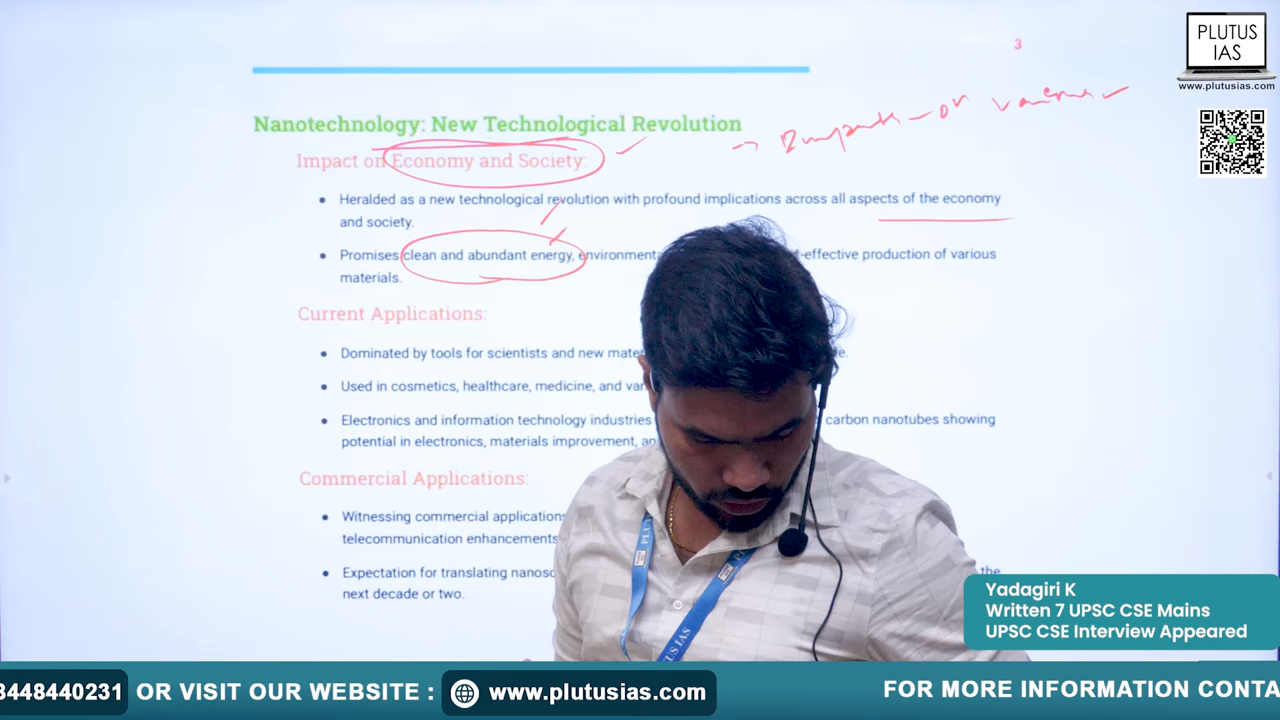 3
PLUTUS
IAS
www.plutusias.com
Nanotechnology: New Technological Revolution
Impact on Economy and Society:
● Heralded as a new technological revolution with profound implications across all aspects of the economy
and society.
● Promises clean and abundant energy, environment -effective production of various
materials.
Current Applications:
● Dominated by tools for scientists and new
● Used in cosmetics, healthcare, medicine, and
● Electronics and information technology industries carbon nanotubes showing
potential in electronics, materials improvement,
Commercial Applications:
● Witnessing commercial
telecommunication enhancements
● Expectation for translating the
next decade or two.
PLUTUS IAS
Yadagiri K
Written 7 UPSC CSE Mains
UPSC CSE Interview Appeared
8448440231 OR VISIT OUR WEBSITE : www.plutusias.com FOR MORE INFORMATION CONTA